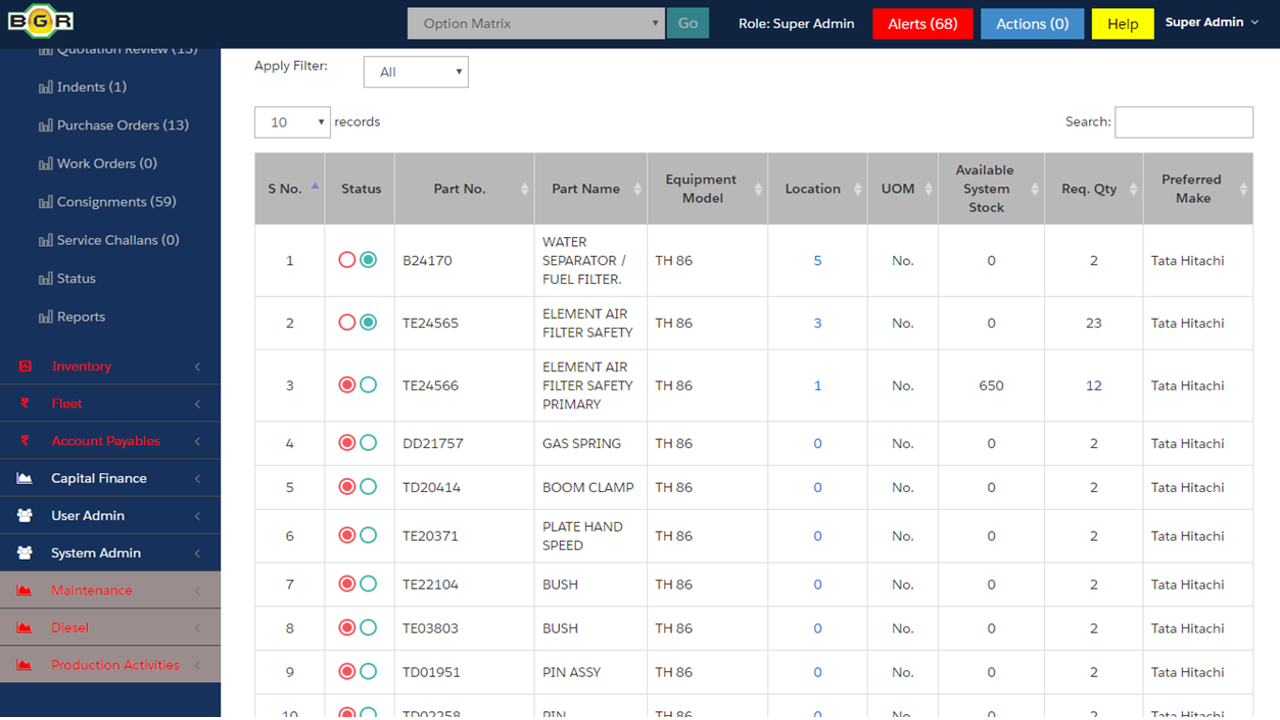 BGR
Option Matrix
Go
Role: Super Admin
Alerts (68)
Actions (0)
Help
Super Admin
Quotation Review (15)
Indents (1)
Purchase Orders (13)
Work Orders (0)
Consignments (59)
Service Challans (0)
Status
Reports
Inventory
Fleet
Account Payables
Capital Finance
User Admin
System Admin
Maintenance
Diesel
Production Activities
Apply Filter: All
10 records
Search:
S No. Status Part No. Part Name Equipment Model Location UOM Available System Stock Req. Qty Preferred Make
1 B24170 WATER SEPARATOR / FUEL FILTER. TH 86 5 No. 0 2 Tata Hitachi
2 TE24565 ELEMENT AIR FILTER SAFETY TH 86 3 No. 0 23 Tata Hitachi
3 TE24566 ELEMENT AIR FILTER SAFETY PRIMARY TH 86 1 No. 650 12 Tata Hitachi
4 DD21757 GAS SPRING TH 86 0 No. 0 2 Tata Hitachi
5 TD20414 BOOM CLAMP TH 86 0 No. 0 2 Tata Hitachi
6 TE20371 PLATE HAND SPEED TH 86 0 No. 0 2 Tata Hitachi
7 TE22104 BUSH TH 86 0 No. 0 2 Tata Hitachi
8 TE03803 BUSH TH 86 0 No. 0 2 Tata Hitachi
9 TD01951 PIN ASSY TH 86 0 No. 0 2 Tata Hitachi
10 TD02258 PIN TH 86 0 No. 0 2 Tata Hitachi